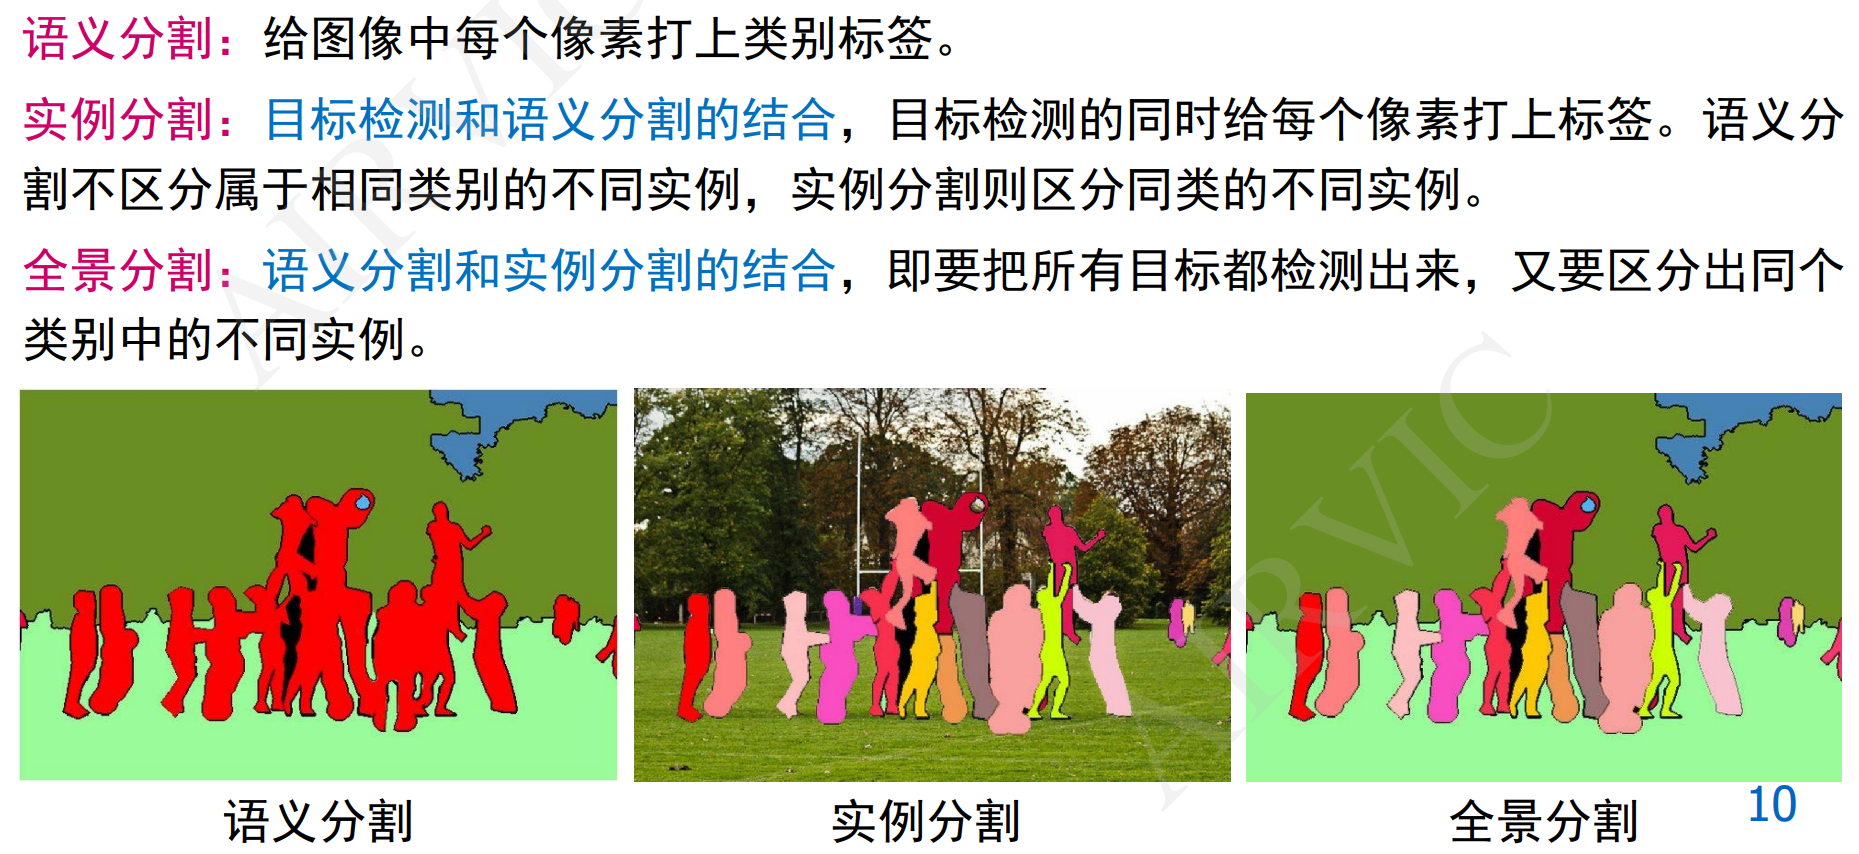 语义分割：给图像中每个像素打上类别标签。
实例分割：目标检测和语义分割的结合，目标检测的同时给每个像素打上标签。语义分
割不区分属于相同类别的不同实例，实例分割则区分同类的不同实例。
全景分割：语义分割和实例分割的结合，即要把所有目标都检测出来，又要区分出同个
类别中的不同实例。
语义分割
实例分割
全景分割
10
AIRVIC
AIRVIC